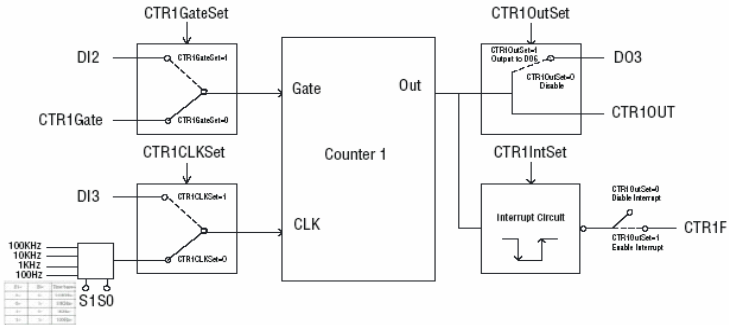 CTR1GateSet
CTR1OutSet
DI2
CTR1GateSet=1
CTR1Gate
CTR1GateSet=0
Gate
Out
Counter 1
CLK
CTR1OutSet=1
Output to DO6
CTR1OutSet=0
Disable
DO3
CTR1OUT
CTR1CLKSet
CTR1IntSet
DI3
CTR1CLKSet=1
CTR1CLKSet=0
100KHz
10KHz
1KHz
100Hz
S1S0
Interrupt Circuit
CTR1OutSet=0
Diable Interrupt
CTR1OutSet=1
Enable Interrupt
CTR1F